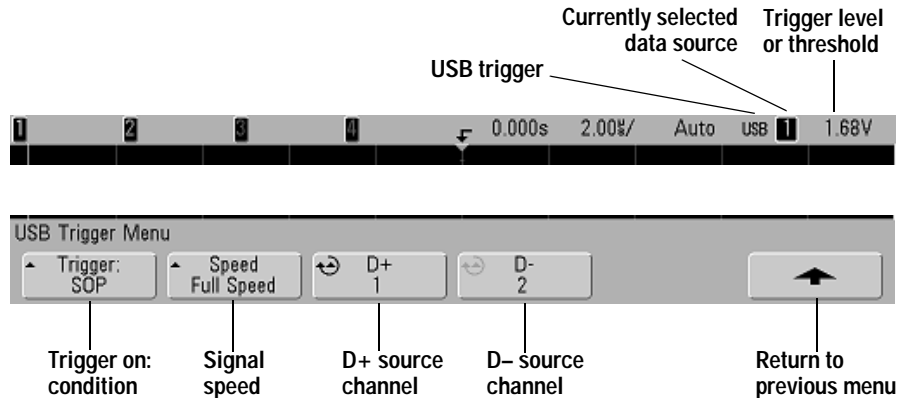 Currently selected
data source
Trigger level
or threshold
USB trigger
1 2 3 4 0.000s 2.00㎲/ Auto USB 1 1.68V
USB Trigger Menu
Trigger:
SOP
Speed
Full Speed
D+
1
D-
2
Trigger on:
condition
Signal
speed
D+ source
channel
D– source
channel
Return to
previous menu